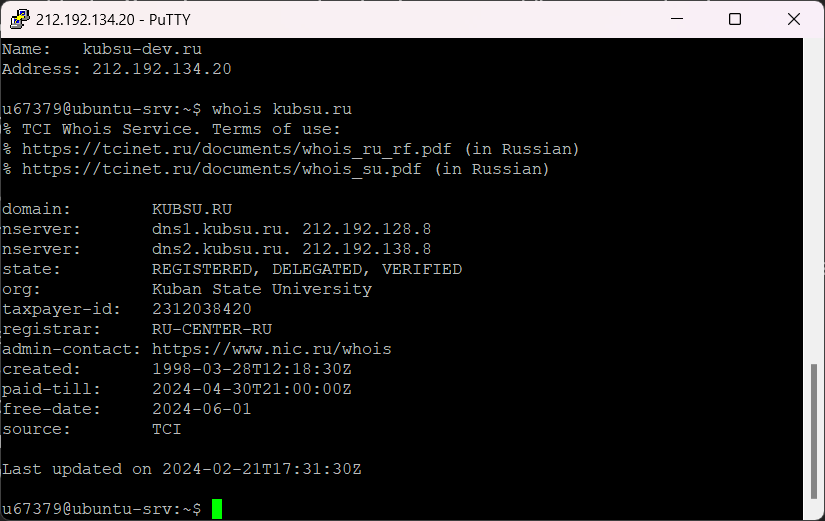 212.192.134.20 - PuTTY
Name:   kubsu-dev.ru
Address: 212.192.134.20
u67379@ubuntu-srv:~$ whois kubsu.ru
% TCI Whois Service. Terms of use:
% https://tcinet.ru/documents/whois_ru_rf.pdf (in Russian)
% https://tcinet.ru/documents/whois_su.pdf (in Russian)
domain:        KUBSU.RU
nserver:       dns1.kubsu.ru. 212.192.128.8
nserver:       dns2.kubsu.ru. 212.192.138.8
state:         REGISTERED, DELEGATED, VERIFIED
org:           Kuban State University
taxpayer-id:   2312038420
registrar:     RU-CENTER-RU
admin-contact: https://www.nic.ru/whois
created:       1998-03-28T12:18:30Z
paid-till:     2024-04-30T21:00:00Z
free-date:     2024-06-01
source:        TCI
Last updated on 2024-02-21T17:31:30Z
u67379@ubuntu-srv:~$